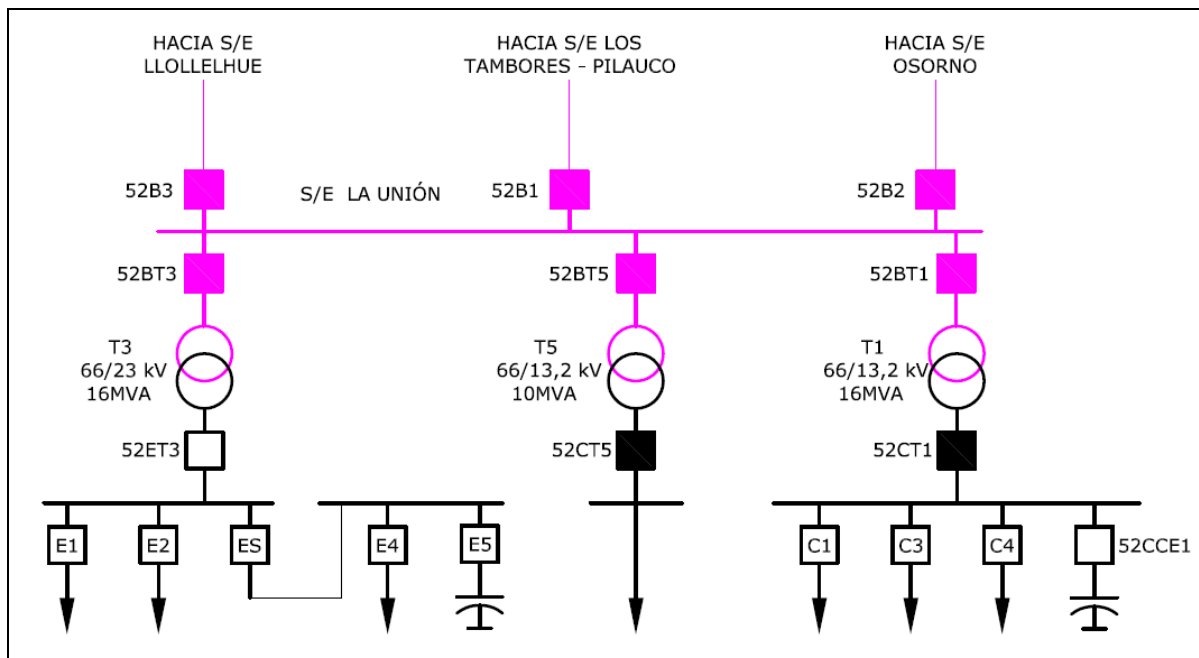 HACIA S/E
LLOLLELHUE
HACIA S/E LOS
TAMBORES - PILAUCO
HACIA S/E
OSORNO
52B3
S/E LA UNIÓN
52B1
52B2
52BT3
52BT5
52BT1
T3
66/23 kV
16MVA
T5
66/13,2 kV
10MVA
T1
66/13,2 kV
16MVA
52ET3
52CT5
52CT1
E1
E2
ES
E4
E5
C1
C3
C4
52CCE1